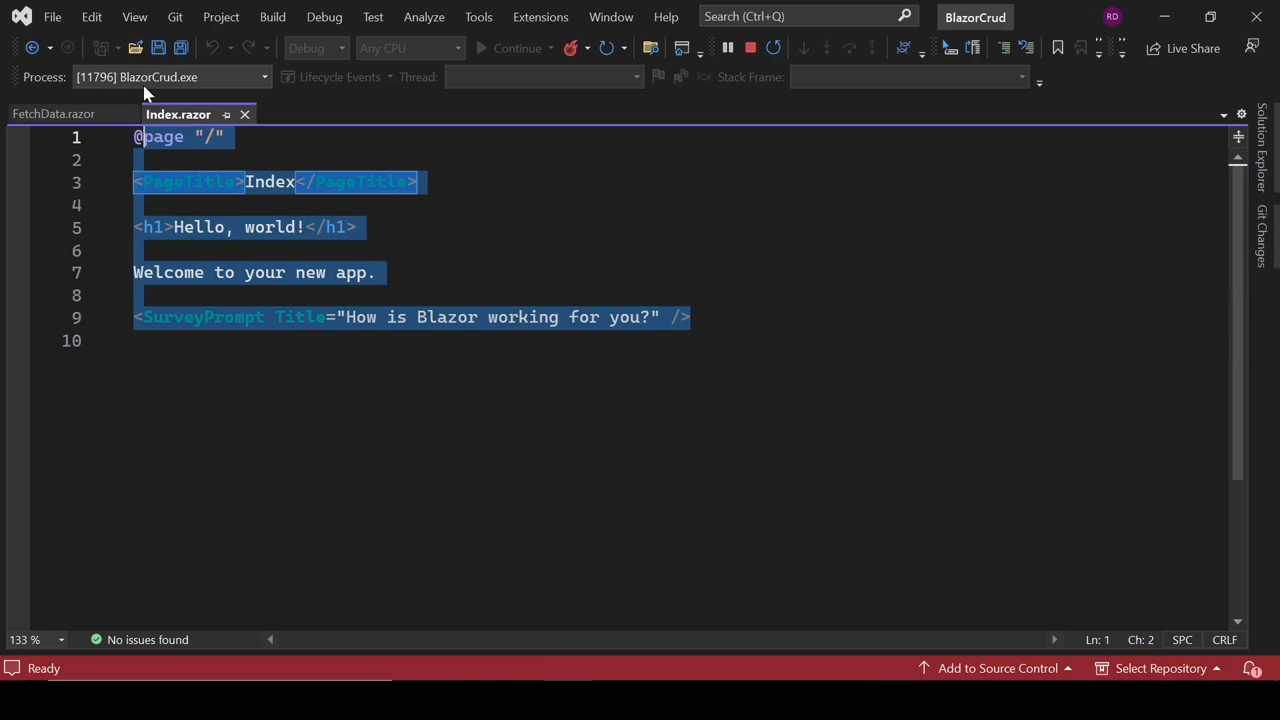 File Edit View Git Project Build Debug Test Analyze Tools Extensions Window Help Search (Ctrl+Q) BlazorCrud RD
Debug Any CPU Continue Live Share
Process: [11796] BlazorCrud.exe Lifecycle Events Thread: Stack Frame:
FetchData.razor Index.razor
1 @page "/"
2
3 <PageTitle>Index</PageTitle>
4
5 <h1>Hello, world!</h1>
6
7 Welcome to your new app.
8
9 <SurveyPrompt Title="How is Blazor working for you?" />
10
Solution Explorer
Git Changes
133 % No issues found Ln: 1 Ch: 2 SPC CRLF
Ready Add to Source Control Select Repository 1